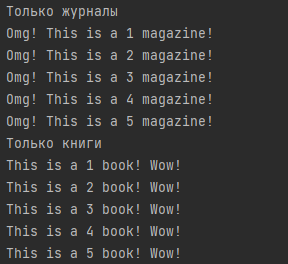 Только журналы
Omg! This is a 1 magazine!
Omg! This is a 2 magazine!
Omg! This is a 3 magazine!
Omg! This is a 4 magazine!
Omg! This is a 5 magazine!
Только книги
This is a 1 book! Wow!
This is a 2 book! Wow!
This is a 3 book! Wow!
This is a 4 book! Wow!
This is a 5 book! Wow!